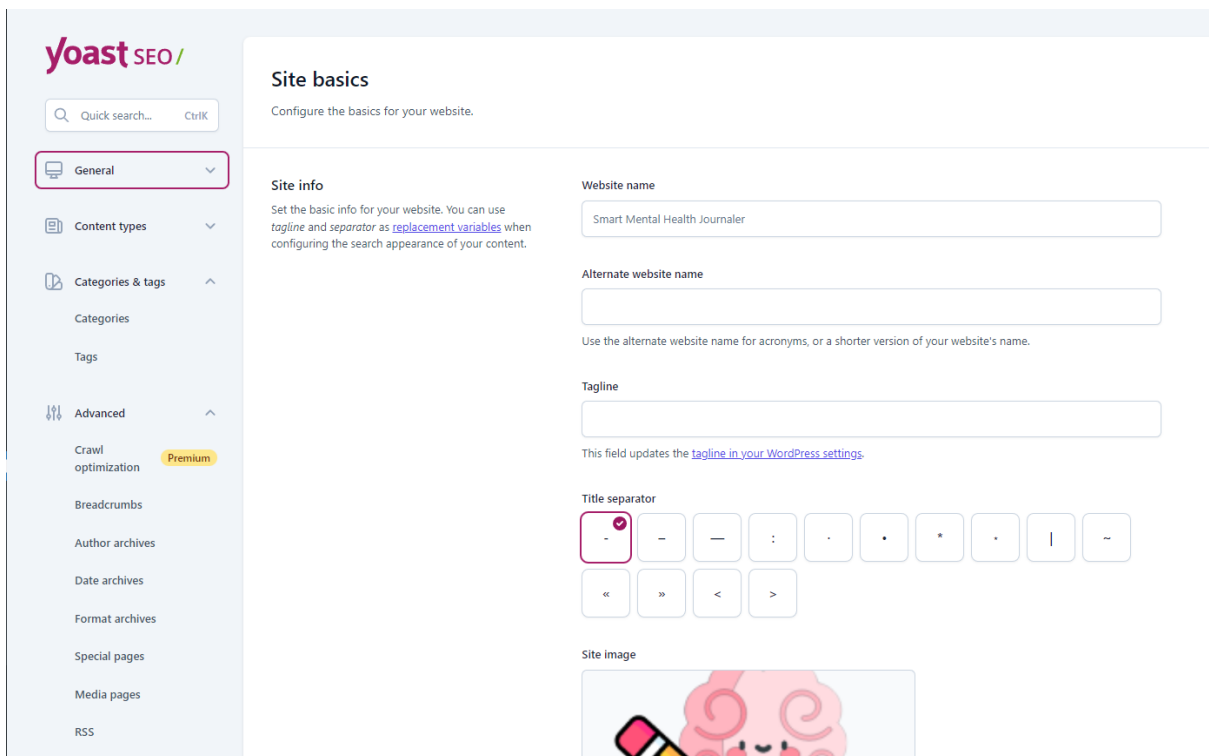 yoast SEO/
Quick search... CtrlK
General
Content types
Categories & tags
Categories
Tags
Advanced
Crawl
optimization
Premium
Breadcrumbs
Author archives
Date archives
Format archives
Special pages
Media pages
RSS
Site basics
Configure the basics for your website.
Site info
Set the basic info for your website. You can use
tagline and separator as replacement variables when
configuring the search appearance of your content.
Website name
Smart Mental Health Journaler
Alternate website name
Use the alternate website name for acronyms, or a shorter version of your website's name.
Tagline
This field updates the tagline in your WordPress settings.
Title separator
- – — : · • * ⋆ | ~
« » < >
Site image